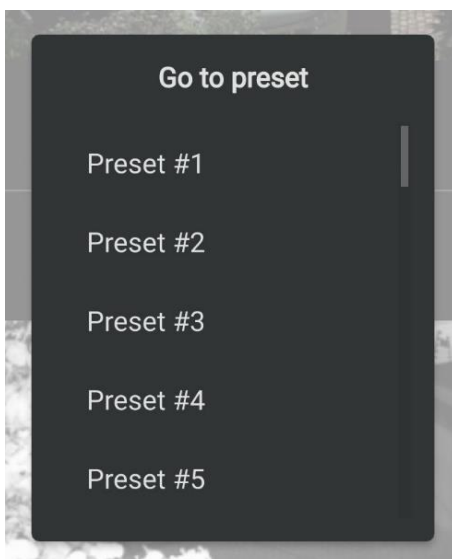 Go to preset
Preset #1
Preset #2
Preset #3
Preset #4
Preset #5